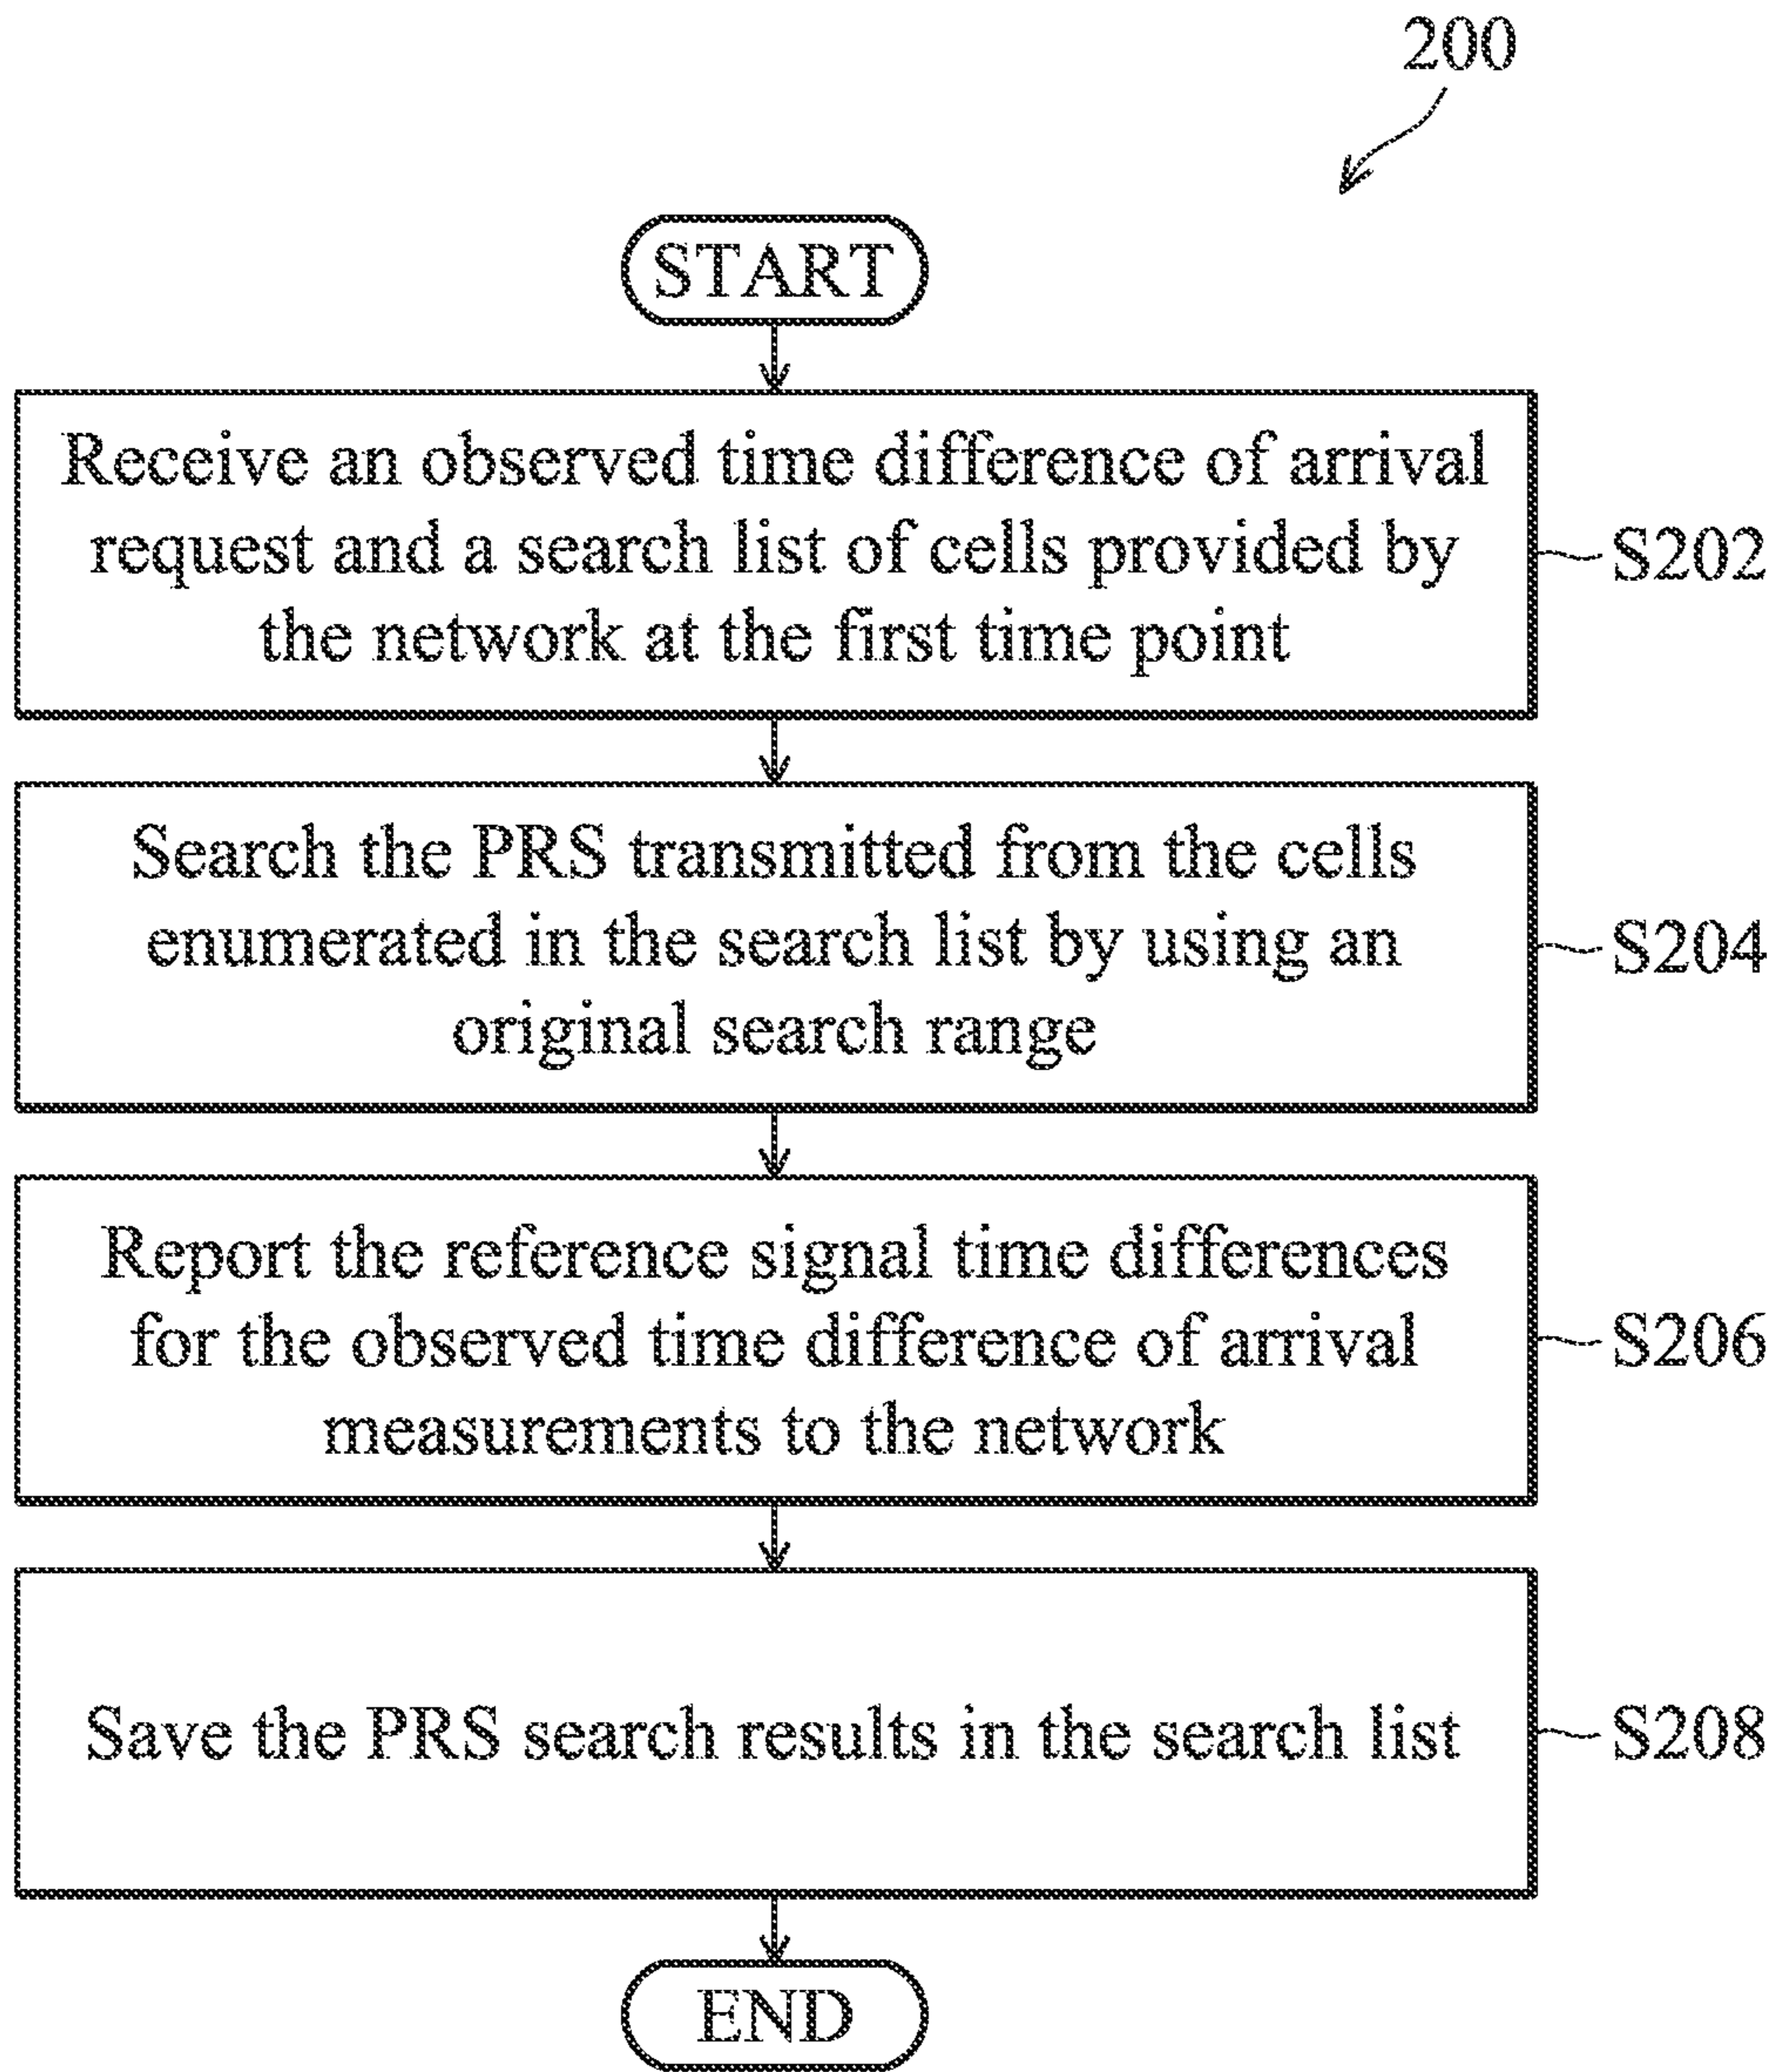 200
START
Receive an observed time difference of arrival
request and a search list of cells provided by
the network at the first time point
S202
Search the PRS transmitted from the cells
enumerated in the search list by using an
original search range
S204
Report the reference signal time differences
for the observed time difference of arrival
measurements to the network
S206
Save the PRS search results in the search list
S208
END